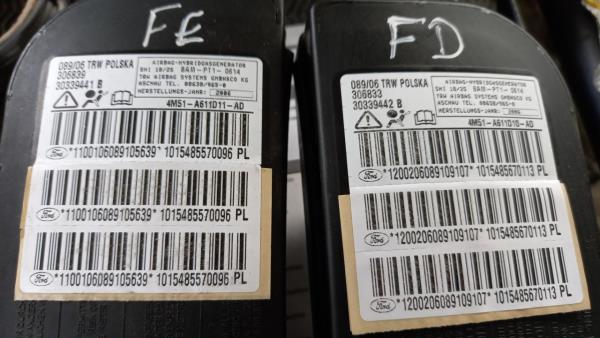 FE
089/06 TRW POLSKA
306839
30339441 B
AIRBAG-HYBRIDGASGENERATOR
SHI 10/25 BAM-PT1-0614
TRW AIRBAG SYSTEMS GMBH&CO KG
ASCHAU TEL. 08638/965-0
HERSTELLUNGS-JAHR: 2006
4M51-A611D11-AD
Ford *1100106089105639* 1015485570096 PL
Ford *1100106089105639* 1015485570096 PL
Ford *1100106089105639* 1015485570096 PL
FD
089/06 TRW POLSKA
306833
30339442 B
AIRBAG-HYBRIDGASGENERATOR
SHI 10/25 BAM-PT1-0614
TRW AIRBAG SYSTEMS GMBH&CO KG
ASCHAU TEL. 08638/965-0
HERSTELLUNGS-JAHR: 2006
4M51-A611D10-AD
Ford *1200206089109107* 1015485670113 PL
Ford *1200206089109107* 1015485670113 PL
Ford *1200206089109107* 1015485670113 PL